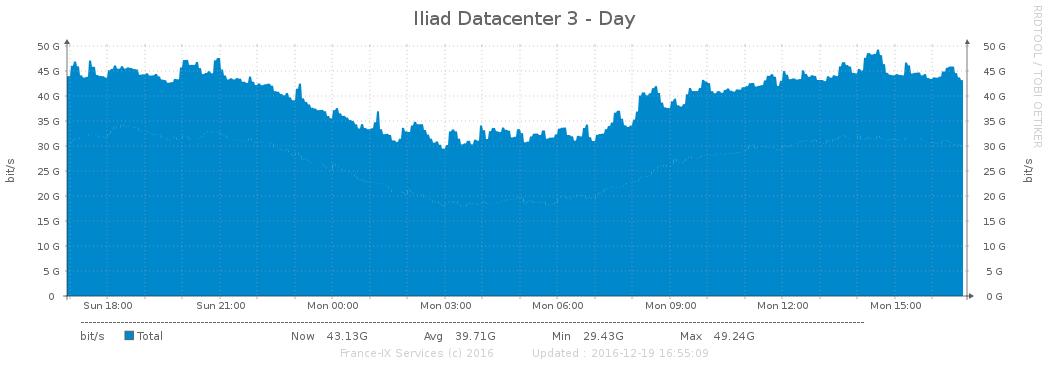 Iliad Datacenter 3 - Day
RRDTOOL / TOBI OETIKER
50 G 50 G
45 G 45 G
40 G 40 G
35 G 35 G
30 G 30 G
25 G 25 G
20 G 20 G
15 G 15 G
10 G 10 G
5 G 5 G
0 0 G
bit/s bit/s
Sun 18:00 Sun 21:00 Mon 00:00 Mon 03:00 Mon 06:00 Mon 09:00 Mon 12:00 Mon 15:00
bit/s Total Now 43.13G Avg 39.71G Min 29.43G Max 49.24G
France-IX Services (c) 2016 Updated : 2016-12-19 16:55:09